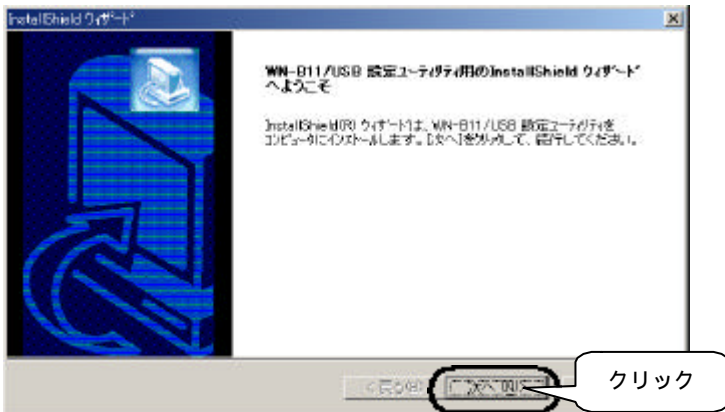 InstallShield ウィザード
WN-B11/USB 設定ユーティリティ用のInstallShield ウィザード
へようこそ
InstallShield(R) ウィザードは、WN-B11/USB 設定ユーティリティを
コンピュータにインストールします。[次へ]をクリックして、続行してください。
< 戻る(B)
次へ(N) >
クリック